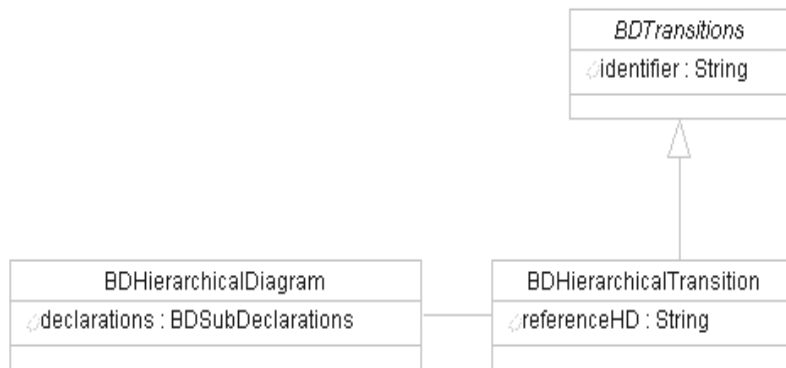 BDTransitions
identifier : String
BDHierarchicalDiagram
declarations : BDSubDeclarations
BDHierarchicalTransition
referenceHD : String